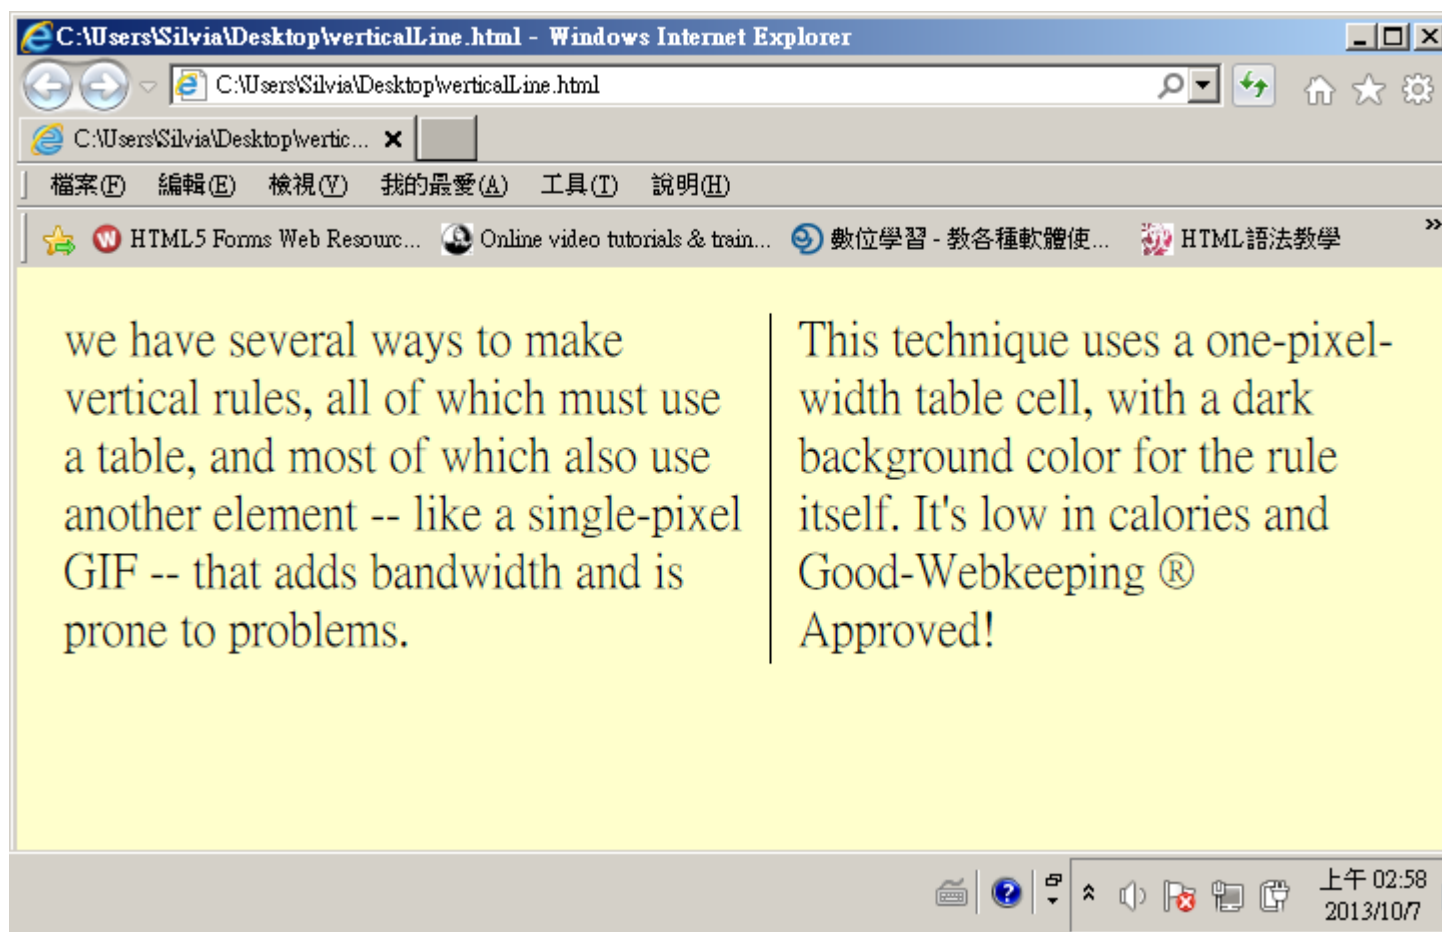 C:\Users\Silvia\Desktop\verticalLine.html - Windows Internet Explorer
C:\Users\Silvia\Desktop\verticalLine.html
C:\Users\Silvia\Desktop\vertic...
檔案(F) 編輯(E) 檢視(V) 我的最愛(A) 工具(T) 說明(H)
HTML5 Forms Web Resourc... Online video tutorials & train... 數位學習 - 教各種軟體使... HTML語法教學 »
we have several ways to make
vertical rules, all of which must use
a table, and most of which also use
another element -- like a single-pixel
GIF -- that adds bandwidth and is
prone to problems.
This technique uses a one-pixel-
width table cell, with a dark
background color for the rule
itself. It's low in calories and
Good-Webkeeping ®
Approved!
上午 02:58
2013/10/7